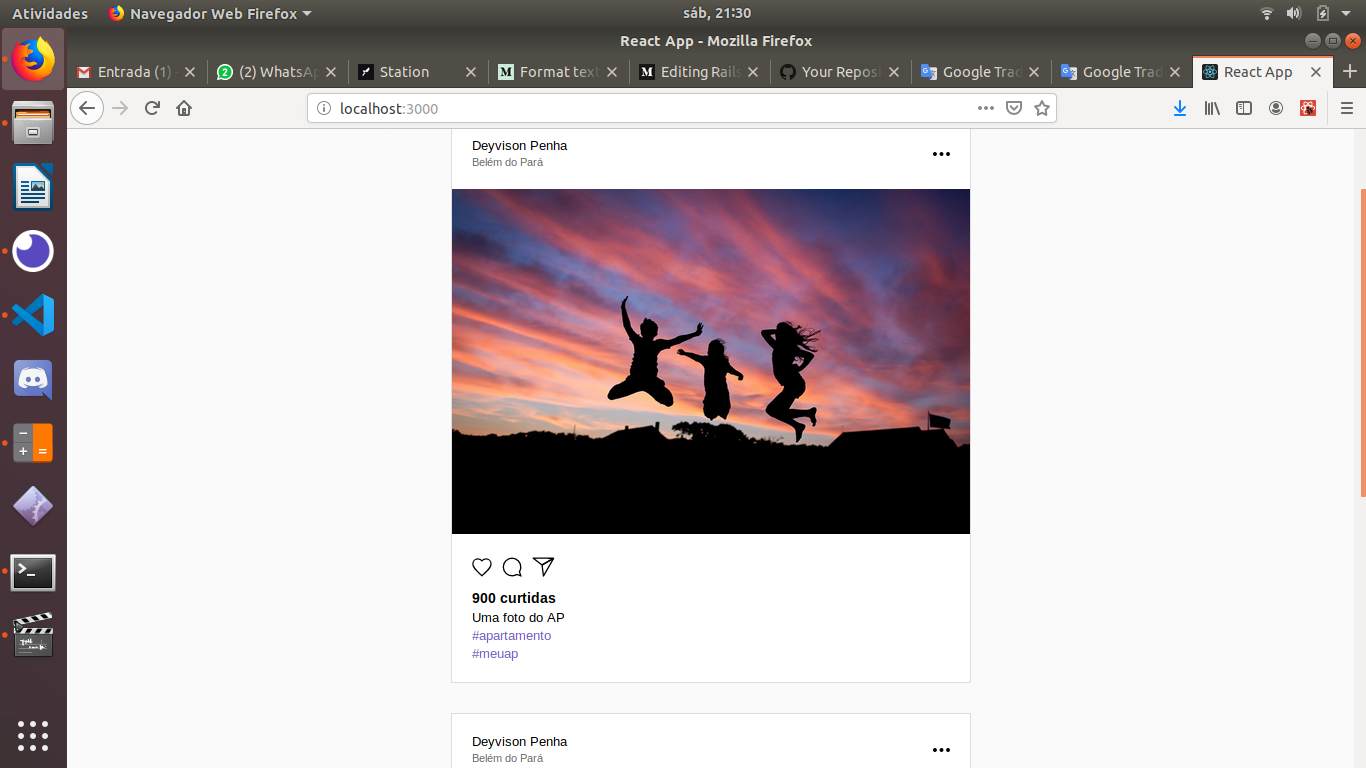 Atividades Navegador Web Firefox sáb, 21:30
React App - Mozilla Firefox
Entrada (1) (2) WhatsAp Station Format text Editing Rails Your Reposi Google Trad Google Trad React App
localhost:3000
Deyvison Penha
Belém do Pará
900 curtidas
Uma foto do AP
#apartamento
#meuap
Deyvison Penha
Belém do Pará